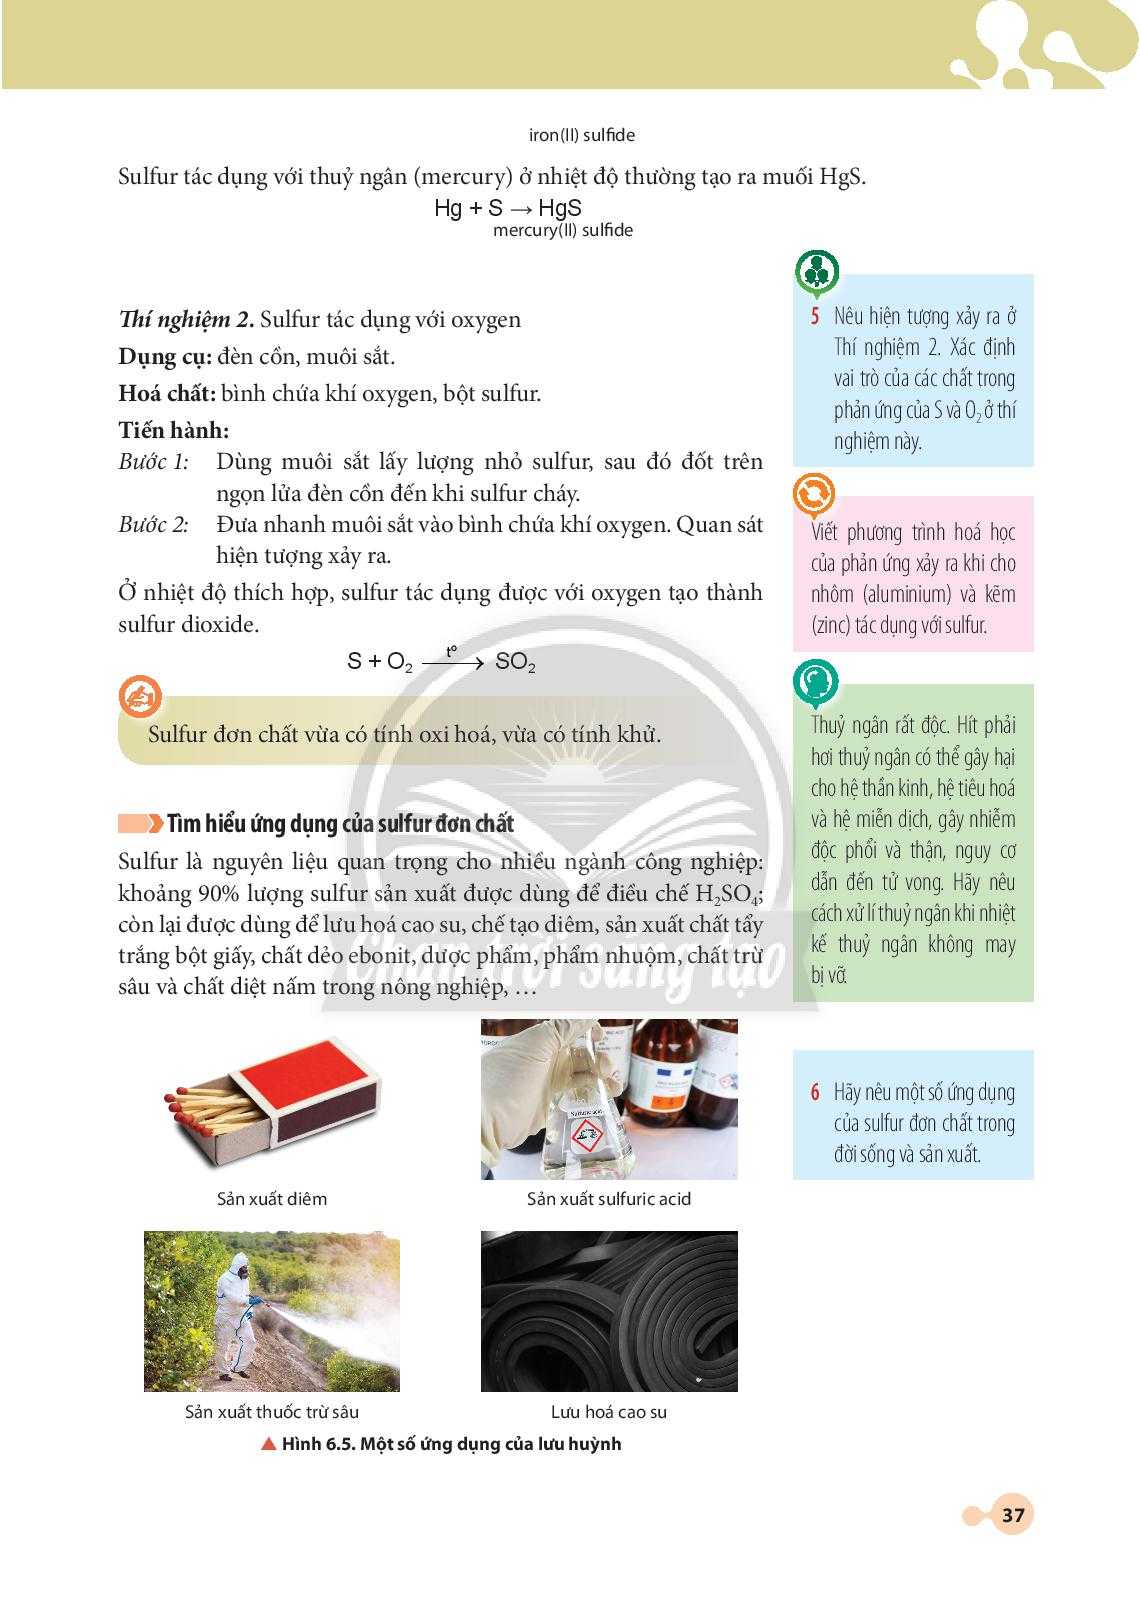 iron(II) sulfide
Sulfur tác dụng với thuỷ ngân (mercury) ở nhiệt độ thường tạo ra muối HgS.
Hg + S → HgS
mercury(II) sulfide
Thí nghiệm 2. Sulfur tác dụng với oxygen
Dụng cụ: đèn cồn, muôi sắt.
Hoá chất: bình chứa khí oxygen, bột sulfur.
Tiến hành:
Bước 1: Dùng muôi sắt lấy lượng nhỏ sulfur, sau đó đốt trên
ngọn lửa đèn cồn đến khi sulfur cháy.
Bước 2: Đưa nhanh muôi sắt vào bình chứa khí oxygen. Quan sát
hiện tượng xảy ra.
Ở nhiệt độ thích hợp, sulfur tác dụng được với oxygen tạo thành
sulfur dioxide.
S + O₂ —t°→ SO₂
Sulfur đơn chất vừa có tính oxi hoá, vừa có tính khử.
Tìm hiểu ứng dụng của sulfur đơn chất
Sulfur là nguyên liệu quan trọng cho nhiều ngành công nghiệp:
khoảng 90% lượng sulfur sản xuất được dùng để điều chế H₂SO₄;
còn lại được dùng để lưu hoá cao su, chế tạo diêm, sản xuất chất tẩy
trắng bột giấy, chất dẻo ebonit, dược phẩm, phẩm nhuộm, chất trừ
sâu và chất diệt nấm trong nông nghiệp, …
Chân trời sáng tạo
Sulfuric acid
Sản xuất diêm
Sản xuất sulfuric acid
Sản xuất thuốc trừ sâu
Lưu hoá cao su
▲ Hình 6.5. Một số ứng dụng của lưu huỳnh
5 Nêu hiện tượng xảy ra ở
Thí nghiệm 2. Xác định
vai trò của các chất trong
phản ứng của S và O₂ ở thí
nghiệm này.
Viết phương trình hoá học
của phản ứng xảy ra khi cho
nhôm (aluminium) và kẽm
(zinc) tác dụng với sulfur.
Thuỷ ngân rất độc. Hít phải
hơi thuỷ ngân có thể gây hại
cho hệ thần kinh, hệ tiêu hoá
và hệ miễn dịch, gây nhiễm
độc phổi và thận, nguy cơ
dẫn đến tử vong. Hãy nêu
cách xử lí thuỷ ngân khi nhiệt
kế thuỷ ngân không may
bị vỡ.
6 Hãy nêu một số ứng dụng
của sulfur đơn chất trong
đời sống và sản xuất.
37